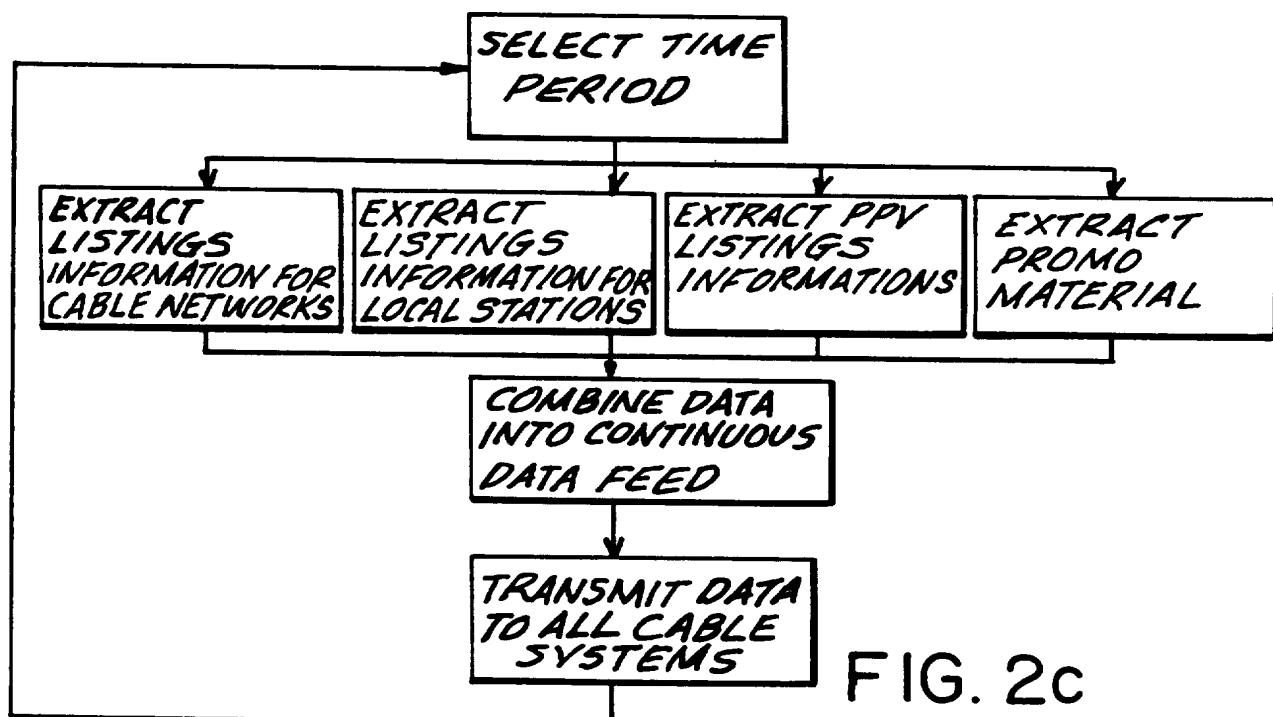 SELECT TIME
PERIOD
EXTRACT
LISTINGS
INFORMATION FOR
CABLE NETWORKS
EXTRACT
LISTINGS
INFORMATION FOR
LOCAL STATIONS
EXTRACT PPV
LISTINGS
INFORMATIONS
EXTRACT
PROMO
MATERIAL
COMBINE DATA
INTO CONTINUOUS
DATA FEED
TRANSMIT DATA
TO ALL CABLE
SYSTEMS
FIG. 2c